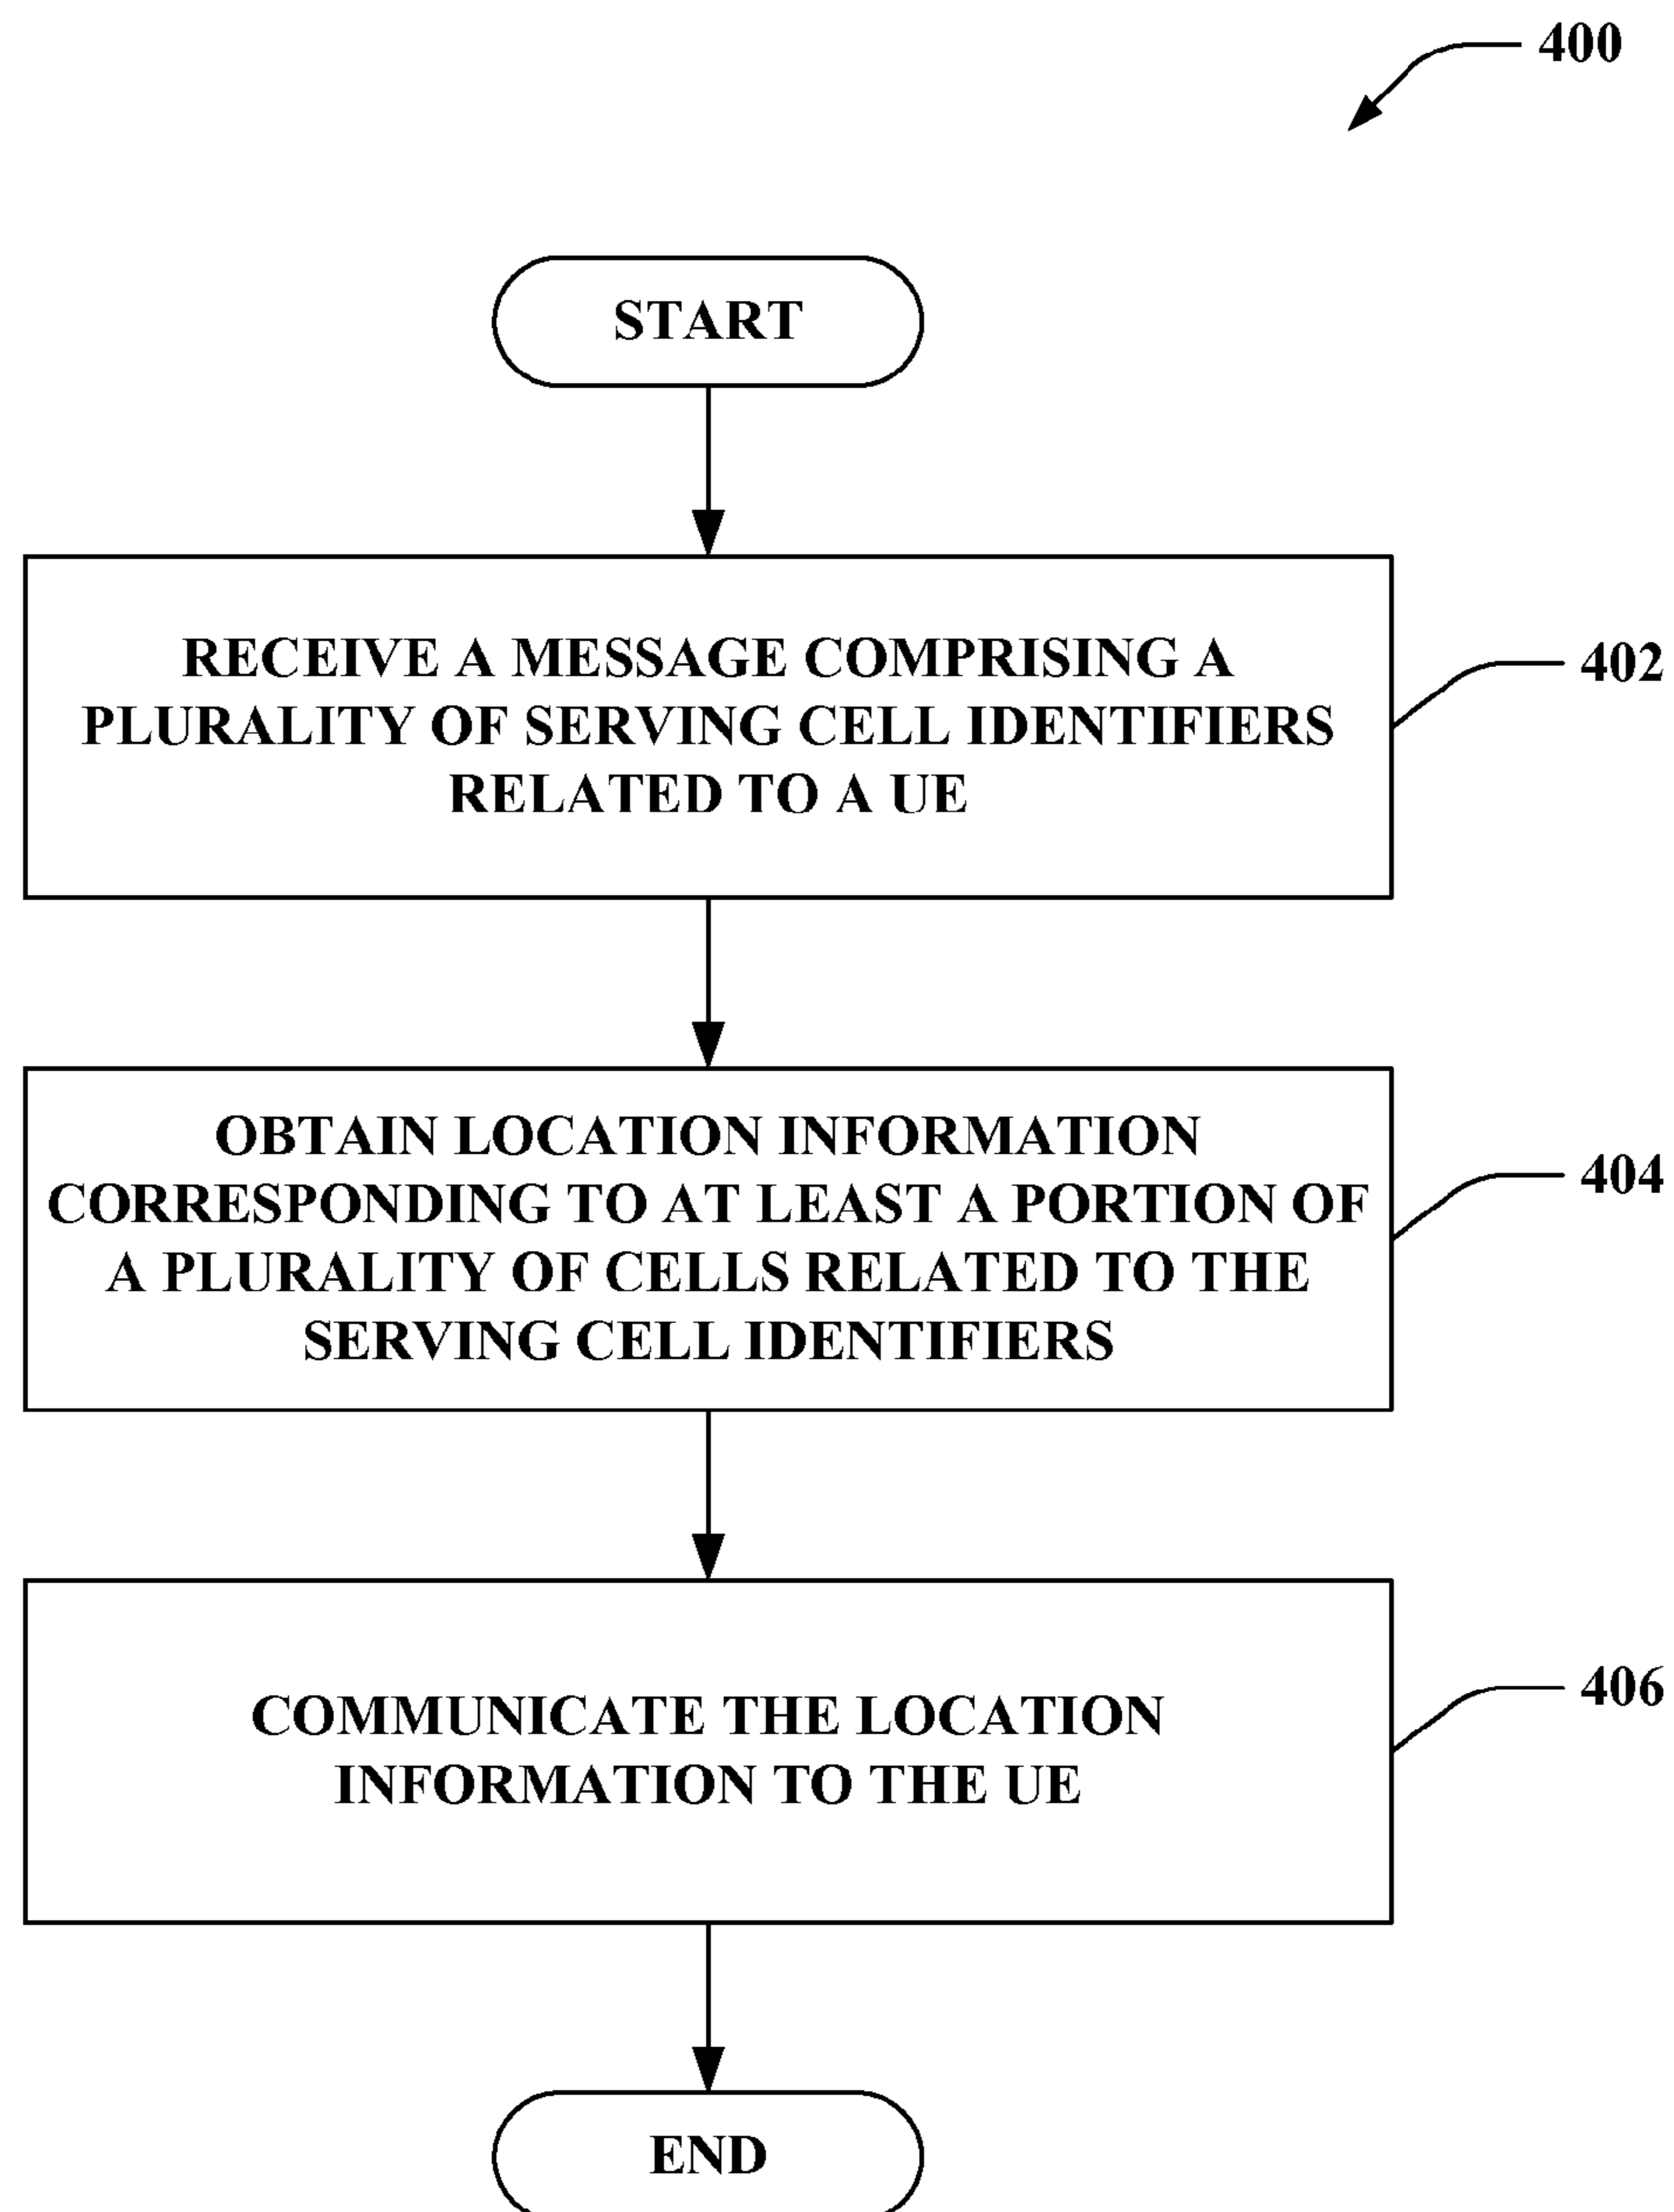 400
START
RECEIVE A MESSAGE COMPRISING A
PLURALITY OF SERVING CELL IDENTIFIERS
RELATED TO A UE
402
OBTAIN LOCATION INFORMATION
CORRESPONDING TO AT LEAST A PORTION OF
A PLURALITY OF CELLS RELATED TO THE
SERVING CELL IDENTIFIERS
404
COMMUNICATE THE LOCATION
INFORMATION TO THE UE
406
END